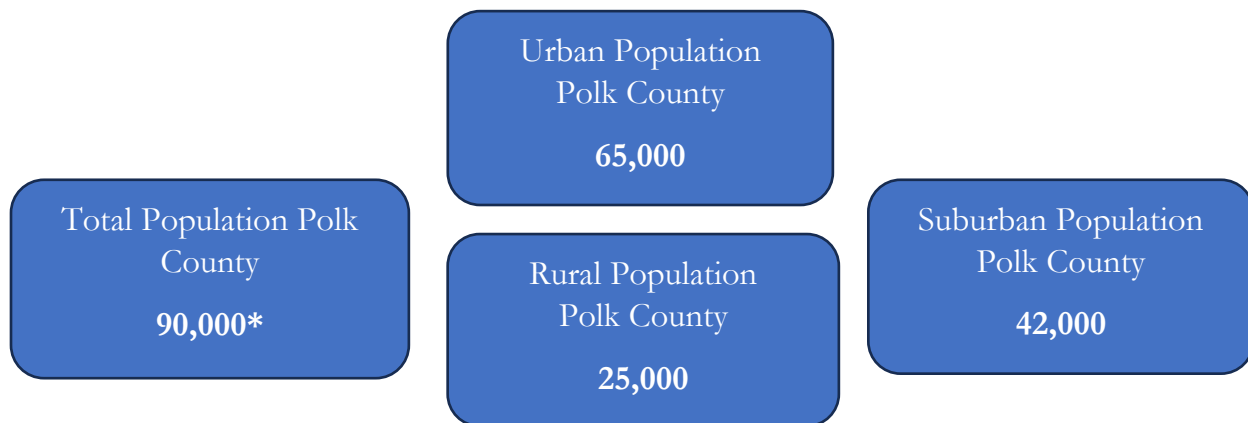 Total Population Polk
County
90,000*
Urban Population
Polk County
65,000
Rural Population
Polk County
25,000
Suburban Population
Polk County
42,000